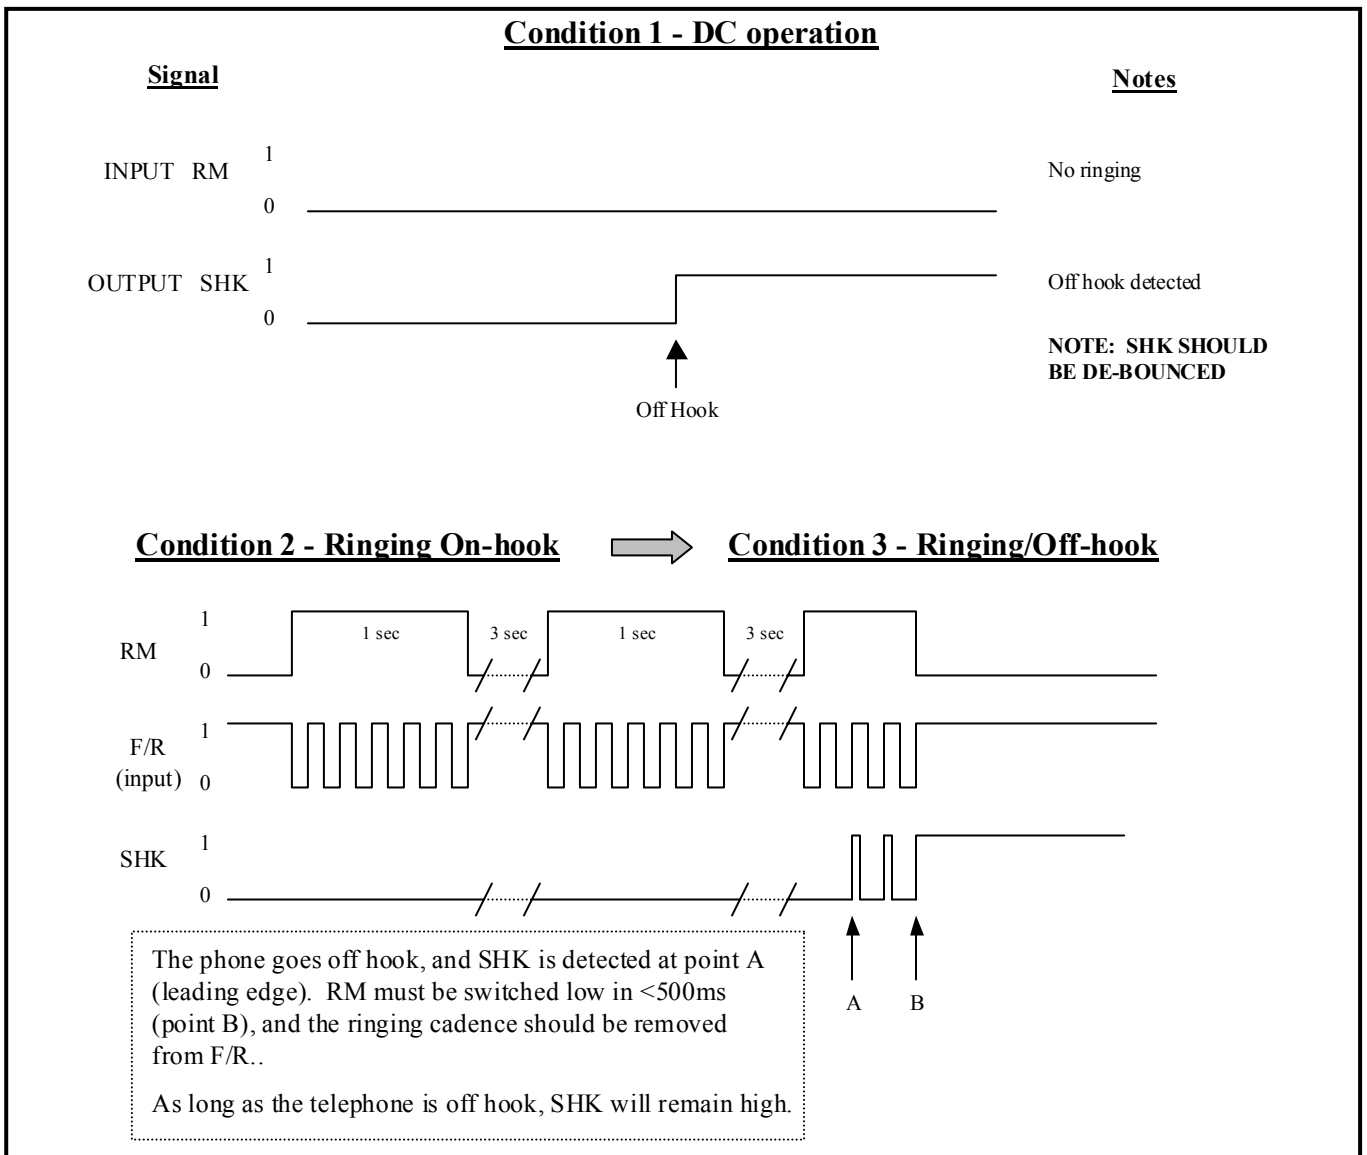 Condition 1 - DC operation
Signal
Notes
INPUT RM
1
0
No ringing
OUTPUT SHK
1
0
Off hook detected
NOTE: SHK SHOULD
BE DE-BOUNCED
Off Hook
Condition 2 - Ringing On-hook
Condition 3 - Ringing/Off-hook
RM
1
0
1 sec
3 sec
1 sec
3 sec
F/R
(input)
1
0
SHK
1
0
A
B
The phone goes off hook, and SHK is detected at point A
(leading edge). RM must be switched low in <500ms
(point B), and the ringing cadence should be removed
from F/R..
As long as the telephone is off hook, SHK will remain high.